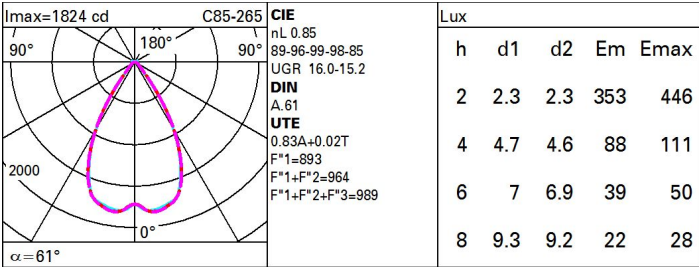 Imax=1824 cd C85-265
90° 180° 90°
2000
0°
α=61°
CIE
nL 0.85
89-96-99-98-85
UGR 16.0-15.2
DIN
A.61
UTE
0.83A+0.02T
F"1=893
F"1+F"2=964
F"1+F"2+F"3=989
Lux
h d1 d2 Em Emax
2 2.3 2.3 353 446
4 4.7 4.6 88 111
6 7 6.9 39 50
8 9.3 9.2 22 28